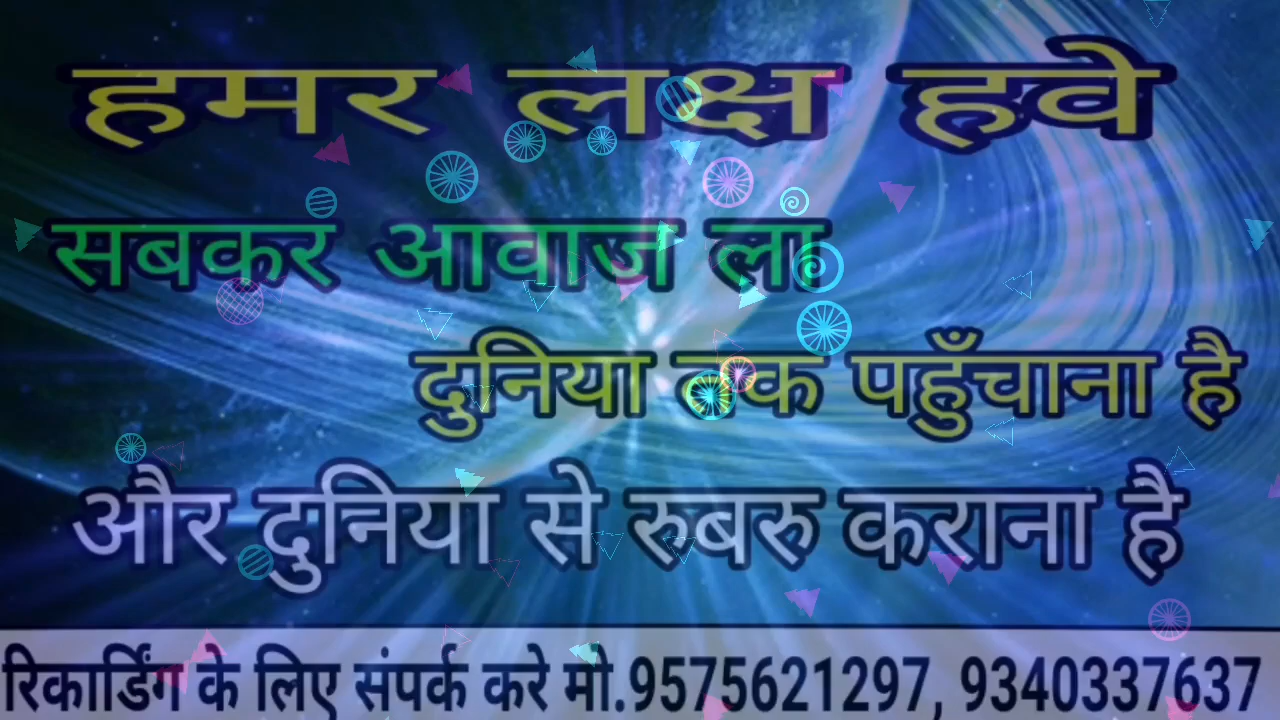 हमर लक्ष हवे
सबकर आवाज ला
दुनिया तक पहुँचाना है
और दुनिया से रुबरु कराना है
रिकार्डिंग के लिए संपर्क करे मो.9575621297, 9340337637